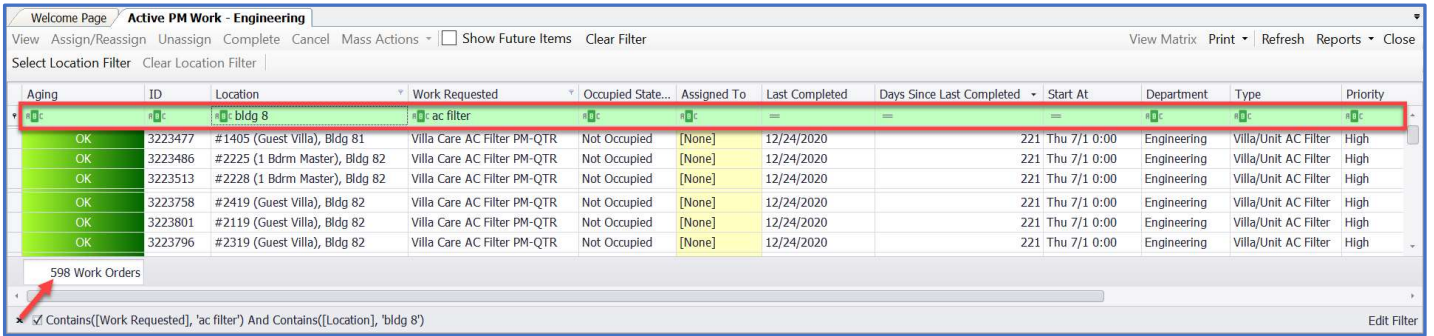 Welcome Page Active PM Work - Engineering
View Assign/Reassign Unassign Complete Cancel Mass Actions Show Future Items Clear Filter View Matrix Print Refresh Reports Close
Select Location Filter Clear Location Filter
Aging ID Location Work Requested Occupied State... Assigned To Last Completed Days Since Last Completed Start At Department Type Priority
ABC ABC ABC bldg 8 ABC ac filter ABC ABC = = = ABC ABC ABC
OK 3223477 #1405 (Guest Villa), Bldg 81 Villa Care AC Filter PM-QTR Not Occupied [None] 12/24/2020 221 Thu 7/1 0:00 Engineering Villa/Unit AC Filter High
OK 3223486 #2225 (1 Bdrm Master), Bldg 82 Villa Care AC Filter PM-QTR Not Occupied [None] 12/24/2020 221 Thu 7/1 0:00 Engineering Villa/Unit AC Filter High
OK 3223513 #2228 (1 Bdrm Master), Bldg 82 Villa Care AC Filter PM-QTR Not Occupied [None] 12/24/2020 221 Thu 7/1 0:00 Engineering Villa/Unit AC Filter High
OK 3223758 #2419 (Guest Villa), Bldg 82 Villa Care AC Filter PM-QTR Not Occupied [None] 12/24/2020 221 Thu 7/1 0:00 Engineering Villa/Unit AC Filter High
OK 3223801 #2119 (Guest Villa), Bldg 82 Villa Care AC Filter PM-QTR Not Occupied [None] 12/24/2020 221 Thu 7/1 0:00 Engineering Villa/Unit AC Filter High
OK 3223796 #2319 (Guest Villa), Bldg 82 Villa Care AC Filter PM-QTR Not Occupied [None] 12/24/2020 221 Thu 7/1 0:00 Engineering Villa/Unit AC Filter High
598 Work Orders
Contains([Work Requested], 'ac filter') And Contains([Location], 'bldg 8') Edit Filter